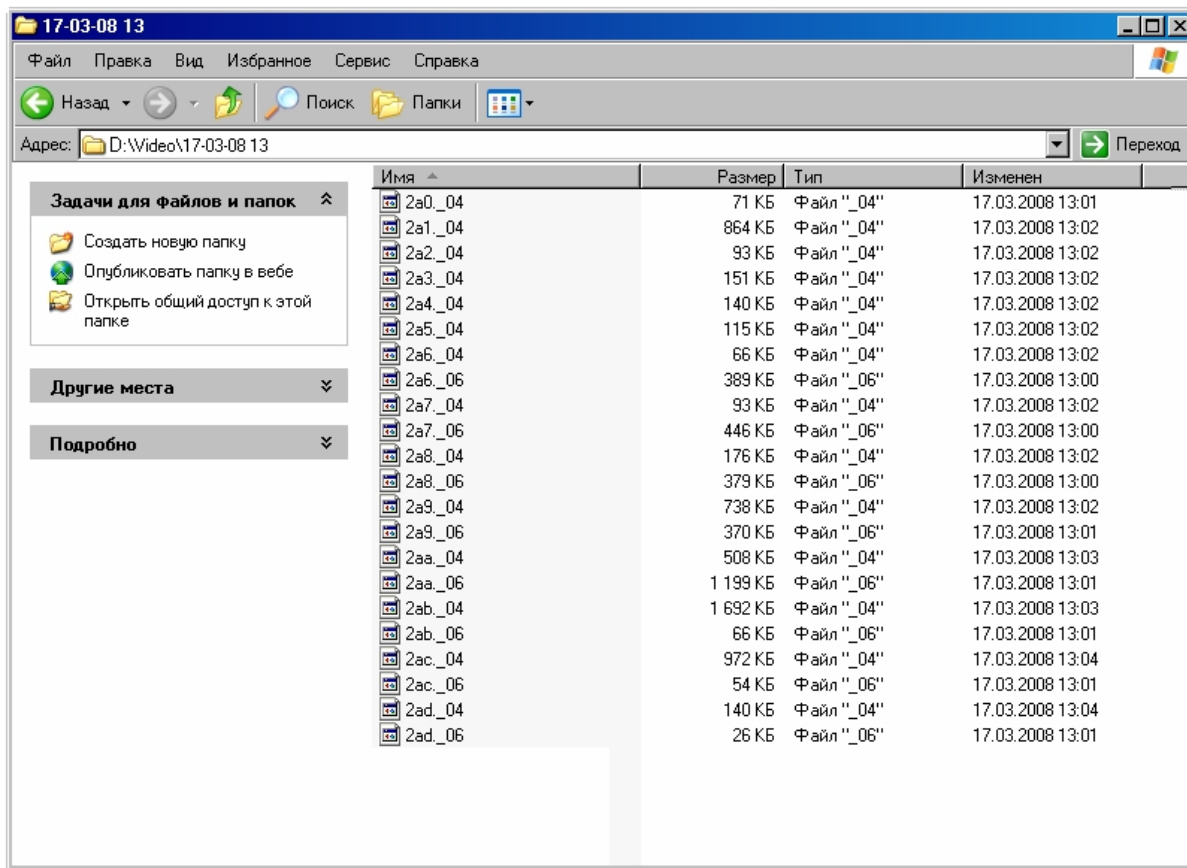 17-03-08 13
Файл Правка Вид Избранное Сервис Справка
Назад Поиск Папки
Адрес: D:\Video\17-03-08 13 Переход
Задачи для файлов и папок
Создать новую папку
Опубликовать папку в вебе
Открыть общий доступ к этой
папке
Другие места
Подробно
Имя Размер Тип Изменен
2a0._04 71 КБ Файл "_04" 17.03.2008 13:01
2a1._04 864 КБ Файл "_04" 17.03.2008 13:02
2a2._04 93 КБ Файл "_04" 17.03.2008 13:02
2a3._04 151 КБ Файл "_04" 17.03.2008 13:02
2a4._04 140 КБ Файл "_04" 17.03.2008 13:02
2a5._04 115 КБ Файл "_04" 17.03.2008 13:02
2a6._04 66 КБ Файл "_04" 17.03.2008 13:02
2a6._06 389 КБ Файл "_06" 17.03.2008 13:00
2a7._04 93 КБ Файл "_04" 17.03.2008 13:02
2a7._06 446 КБ Файл "_06" 17.03.2008 13:00
2a8._04 176 КБ Файл "_04" 17.03.2008 13:02
2a8._06 379 КБ Файл "_06" 17.03.2008 13:00
2a9._04 738 КБ Файл "_04" 17.03.2008 13:02
2a9._06 370 КБ Файл "_06" 17.03.2008 13:01
2aa._04 508 КБ Файл "_04" 17.03.2008 13:03
2aa._06 1 199 КБ Файл "_06" 17.03.2008 13:01
2ab._04 1 692 КБ Файл "_04" 17.03.2008 13:03
2ab._06 66 КБ Файл "_06" 17.03.2008 13:01
2ac._04 972 КБ Файл "_04" 17.03.2008 13:04
2ac._06 54 КБ Файл "_06" 17.03.2008 13:01
2ad._04 140 КБ Файл "_04" 17.03.2008 13:04
2ad._06 26 КБ Файл "_06" 17.03.2008 13:01